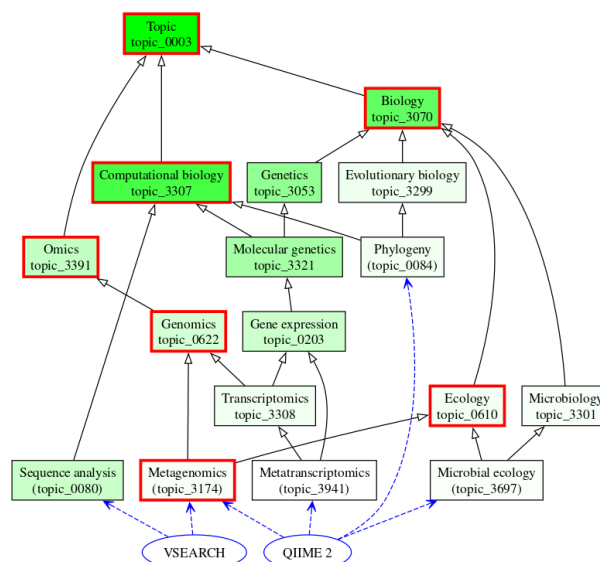 Topic
topic_0003
Biology
topic_3070
Computational biology
topic_3307
Genetics
topic_3053
Evolutionary biology
topic_3299
Omics
topic_3391
Molecular genetics
topic_3321
Phylogeny
(topic_0084)
Genomics
topic_0622
Gene expression
topic_0203
Transcriptomics
topic_3308
Ecology
topic_0610
Microbiology
topic_3301
Sequence analysis
(topic_0080)
Metagenomics
(topic_3174)
Metatranscriptomics
(topic_3941)
Microbial ecology
(topic_3697)
VSEARCH
QIIME 2